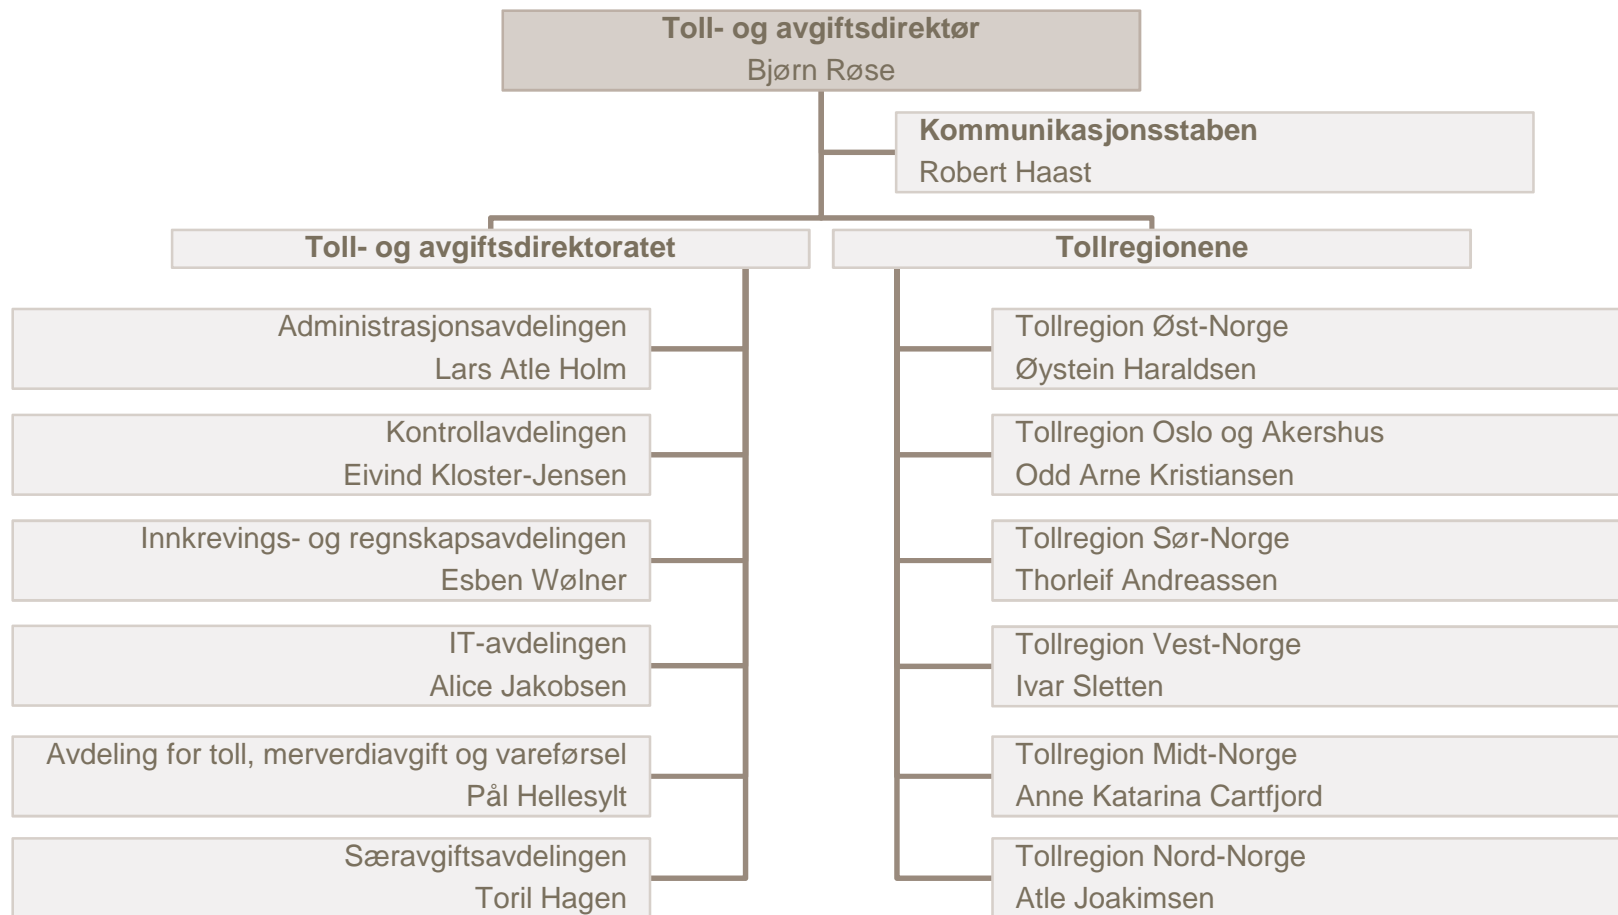 Toll- og avgiftsdirektør
Bjørn Røse
Kommunikasjonsstaben
Robert Haast
Toll- og avgiftsdirektoratet
Administrasjonsavdelingen
Lars Atle Holm
Kontrollavdelingen
Eivind Kloster-Jensen
Innkrevings- og regnskapsavdelingen
Esben Wølner
IT-avdelingen
Alice Jakobsen
Avdeling for toll, merverdiavgift og vareførsel
Pål Hellesylt
Særavgiftsavdelingen
Toril Hagen
Tollregionene
Tollregion Øst-Norge
Øystein Haraldsen
Tollregion Oslo og Akershus
Odd Arne Kristiansen
Tollregion Sør-Norge
Thorleif Andreassen
Tollregion Vest-Norge
Ivar Sletten
Tollregion Midt-Norge
Anne Katarina Cartfjord
Tollregion Nord-Norge
Atle Joakimsen